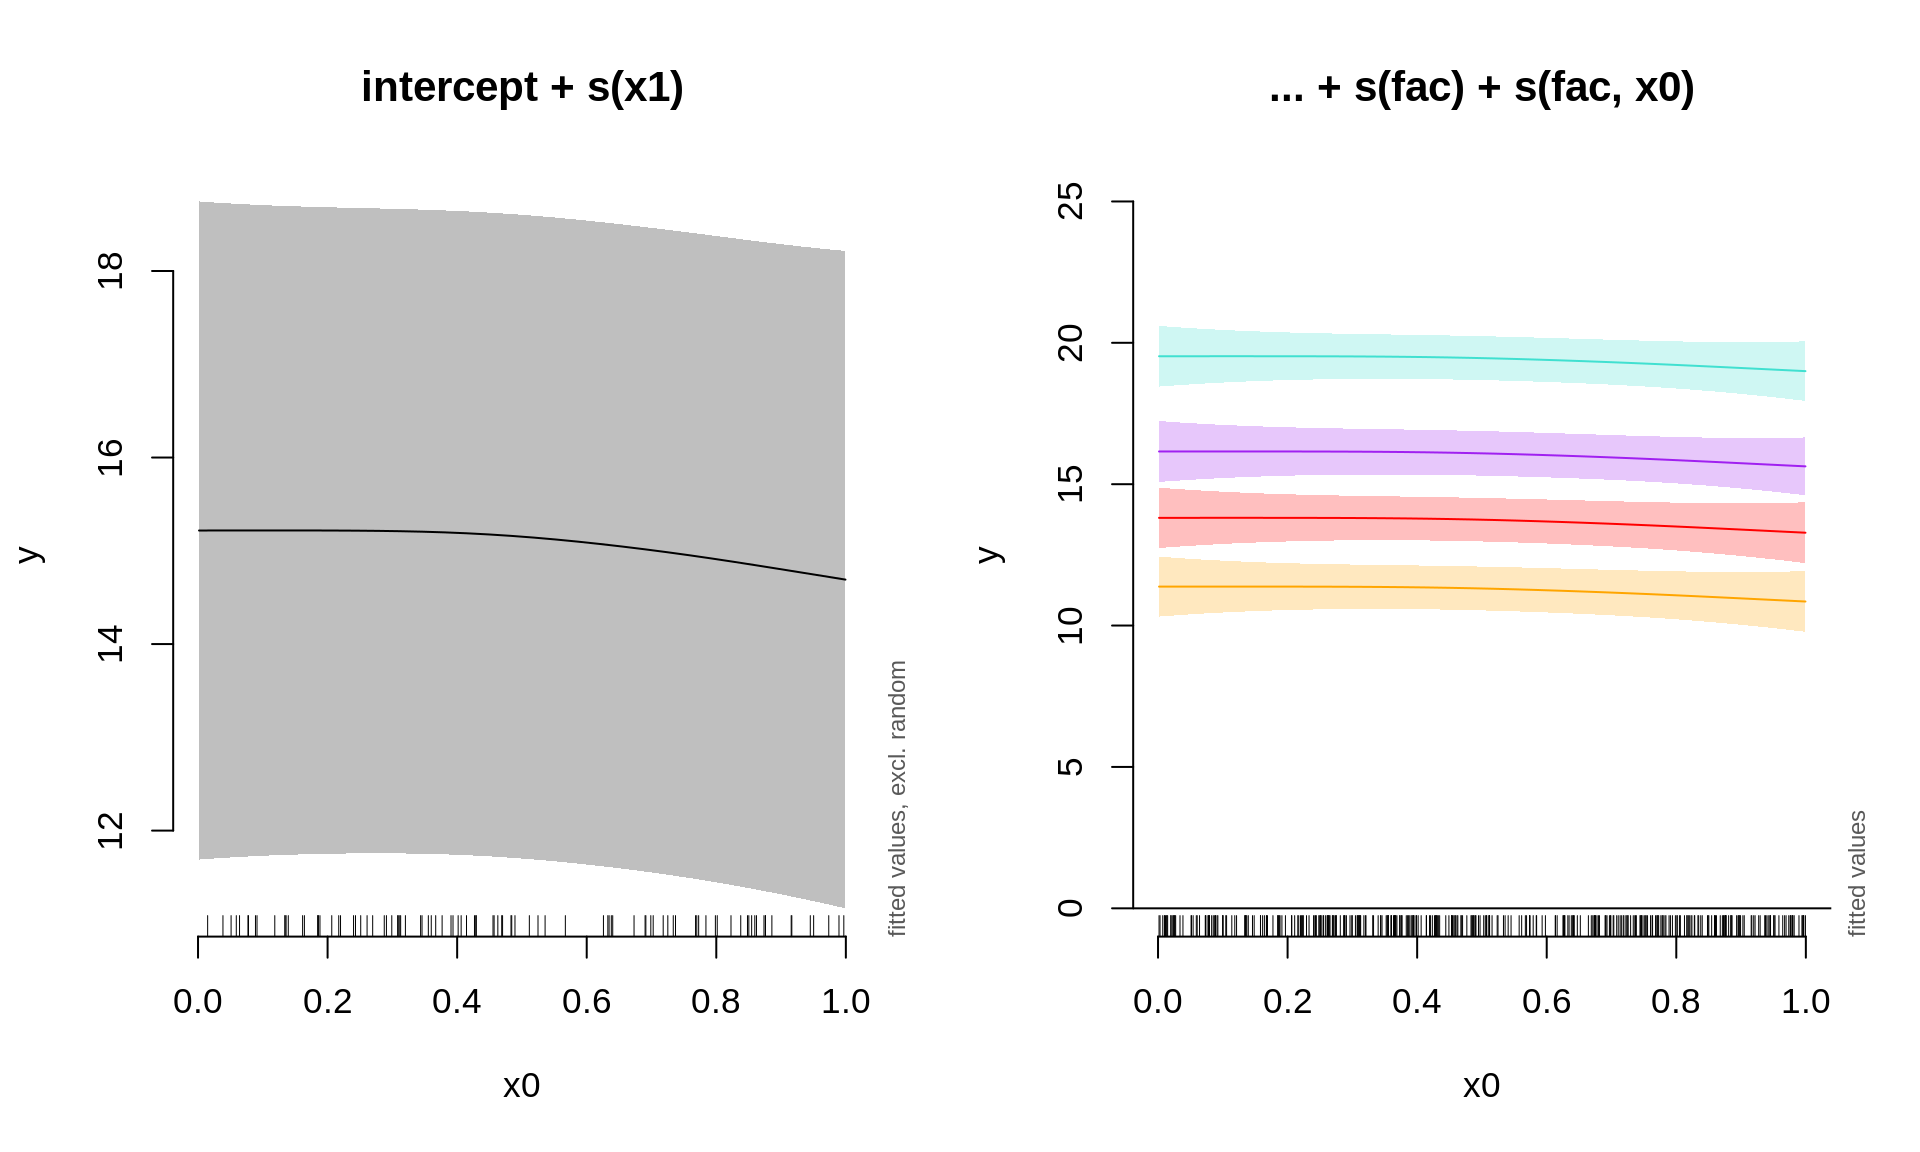 intercept + s(x1)
y
18
16
14
12
0.0 0.2 0.4 0.6 0.8 1.0
x0
fitted values, excl. random
... + s(fac) + s(fac, x0)
y
25
20
15
10
5
0
0.0 0.2 0.4 0.6 0.8 1.0
x0
fitted values